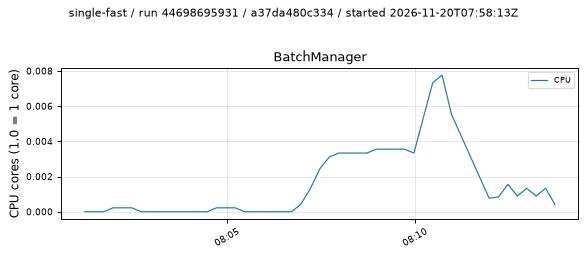 single-fast / run 44698695931 / a37da480c334 / started 2026-11-20T07:58:13Z
BatchManager
CPU cores (1.0 = 1 core)
0.008
0.006
0.004
0.002
0.000
CPU
08:05
08:10